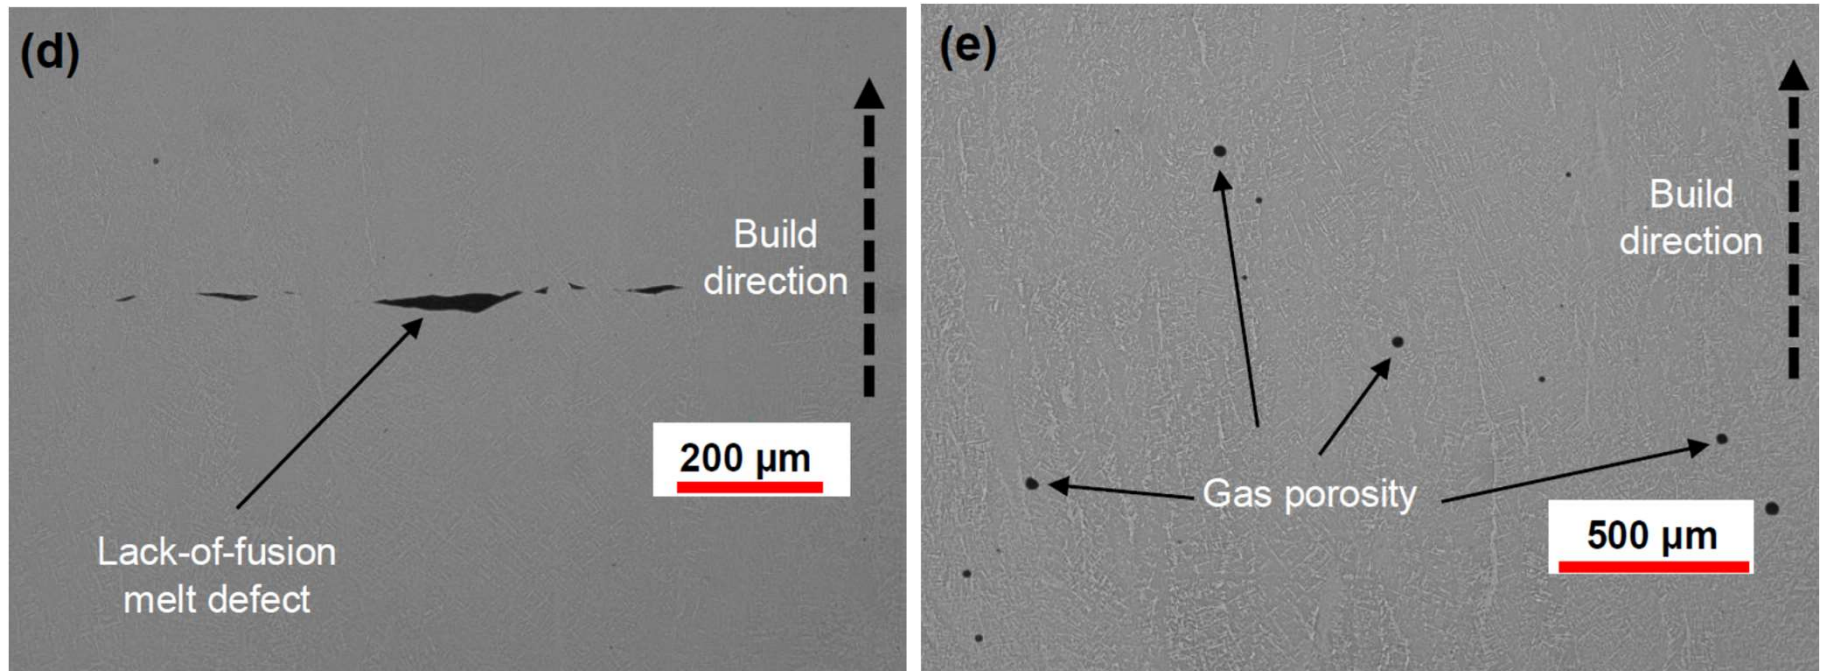 (d)
Build
direction
200 µm
Lack-of-fusion
melt defect
(e)
Build
direction
Gas porosity
500 µm